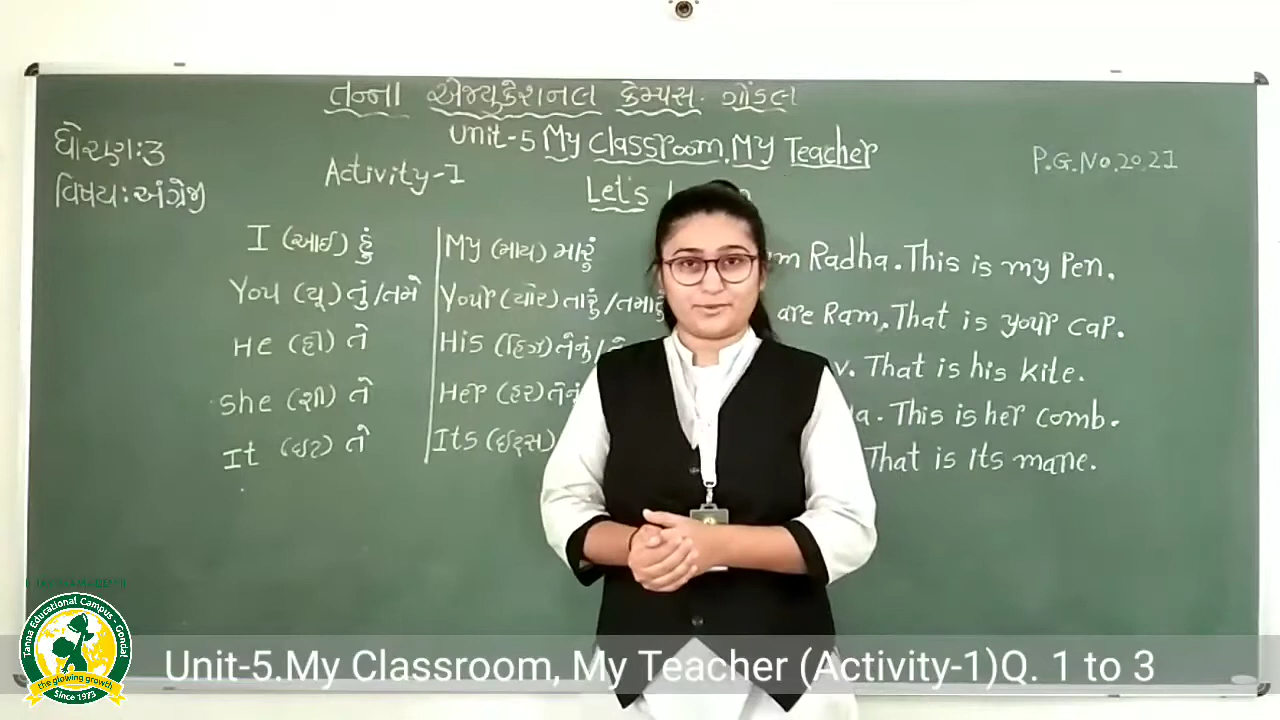 તન્ના એજ્યુકેશનલ કેમ્પસ. ગોંડલ
Unit-5 My Classroom, My Teacher
ધોરણ:૩
વિષય:અંગ્રેજી
Activity-1
P.G.No.20.21
Let's
I (આઈ) હું
My (માય) મારું
Radha. This is my Pen.
You (યૂ) તું/તમે
Your (યોર) તારું/તમારું
are Ram, That is your cap.
He (હી) તે
His (હિઝ) તેનું/
That is his kite.
She (શી) તે
Her (હર) તેનું
This is her comb.
It (ઈટ) તે
Its (ઈટ્સ)
That is Its mane.
Tanna Educational Campus - Gondal
the glowing growth
Since 1973
Unit-5.My Classroom, My Teacher (Activity-1)Q. 1 to 3